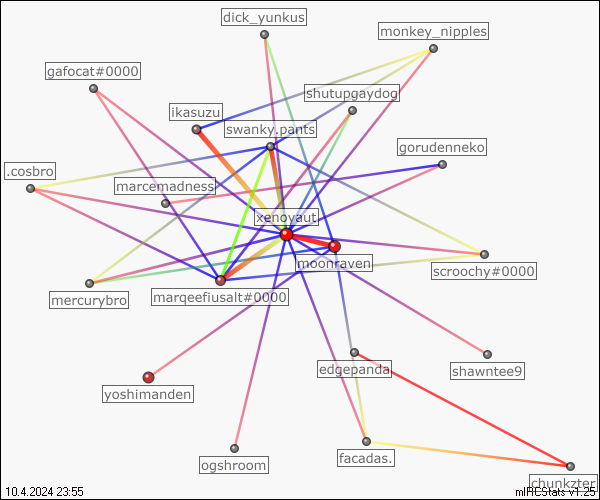 dick_yunkus
monkey_nipples
gafocat#0000
shutupgaydog
ikasuzu
swanky.pants
gorudenneko
.cosbro
marcemadness
xenoyaut
moonraven
scroochy#0000
mercurybro
marqeefiusalt#0000
edgepanda
shawntee9
yoshimanden
facadas.
ogshroom
chunkzter
10.4.2024 23:55
mIRCStats v1.25